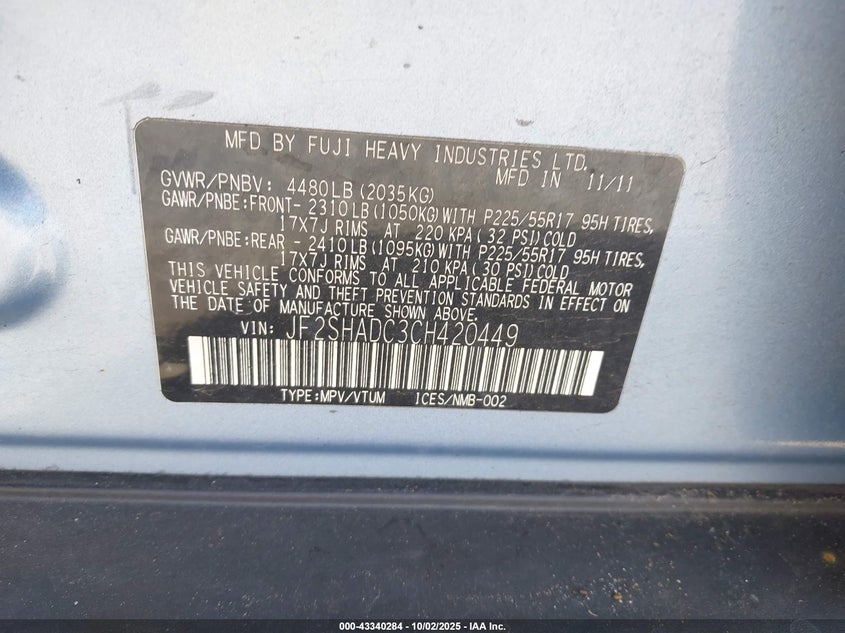 MFD BY FUJI HEAVY INDUSTRIES LTD.
MFD IN 11/11
GVWR/PNBV: 4480LB (2035KG)
GAWR/PNBE:FRONT- 2310LB (1050KG) WITH P225/55R17 95H TIRES,
17X7J RIMS AT 220 KPA ( 32 PSI) COLD
GAWR/PNBE:REAR - 2410LB (1095KG) WITH P225/55R17 95H TIRES,
17X7J RIMS AT 210 KPA ( 30 PSI) COLD
THIS VEHICLE CONFORMS TO ALL APPLICABLE FEDERAL MOTOR
VEHICLE SAFETY AND THEFT PREVENTION STANDARDS IN EFFECT ON
THE DATE OF MANUFACTURE SHOWN ABOVE.
VIN: JF2SHADC3CH420449
TYPE:MPV/VTUM ICES/NMB-002
000-43340284 - 10/02/2025 - IAA Inc.